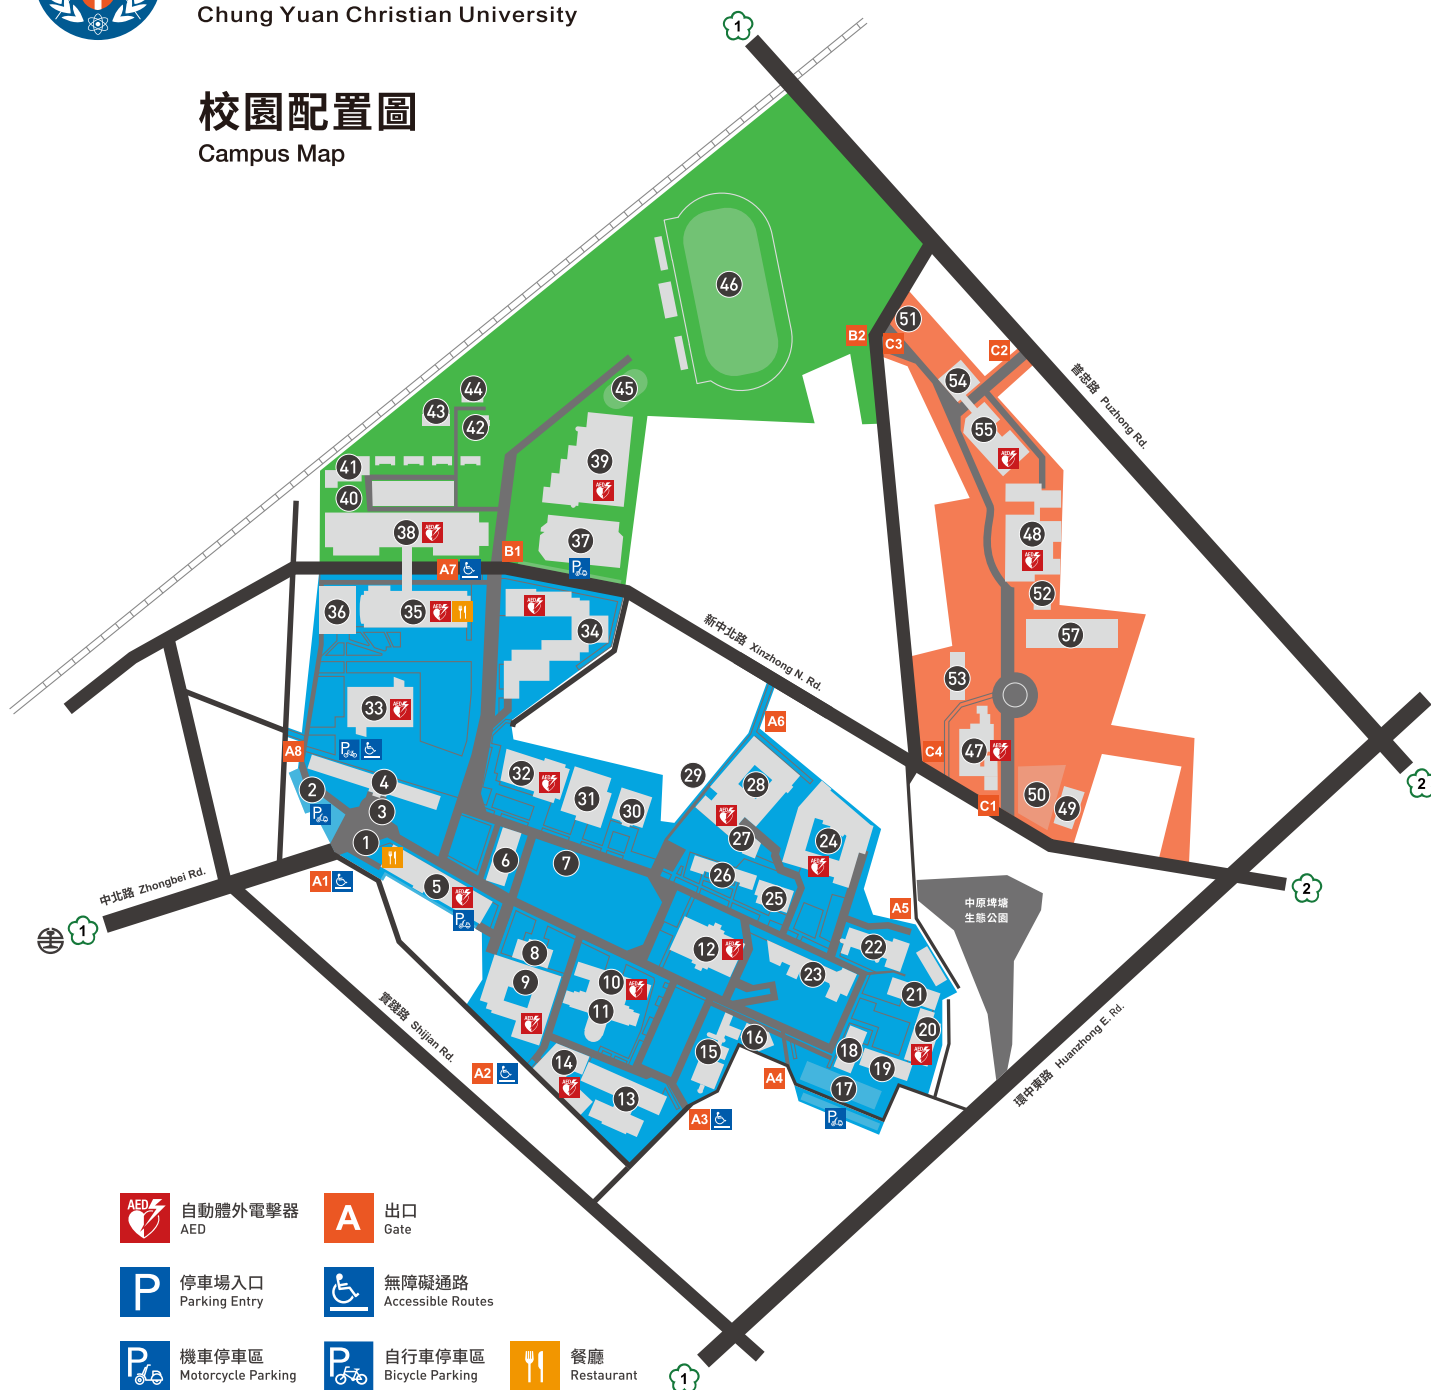 Chung Yuan Christian University
校園配置圖
Campus Map
1
46
51
B2
C3
C2
54
普忠路 Puzhong Rd.
44
45
43
42
55
39
41
40
38
48
37
B1
A7
52
36
35
34
57
新中北路 Xinzhong N. Rd.
53
33
A6
A8
C4
47
32
29
28
2
4
31
50
49
C1
3
30
2
27
24
1
6
7
26
中北路 Zhongbei Rd.
A1
5
25
2
A5
中原埤塘
生態公園
1
12
22
8
23
9
10
21
11
實踐路 Shijian Rd.
20
16
15
18
14
19
A2
A4
17
環中東路 Huanzhong E. Rd.
13
A3
AED
自動體外電擊器
AED
A
出口
Gate
P
停車場入口
Parking Entry
無障礙通路
Accessible Routes
P
機車停車區
Motorcycle Parking
P
自行車停車區
Bicycle Parking
餐廳
Restaurant
1